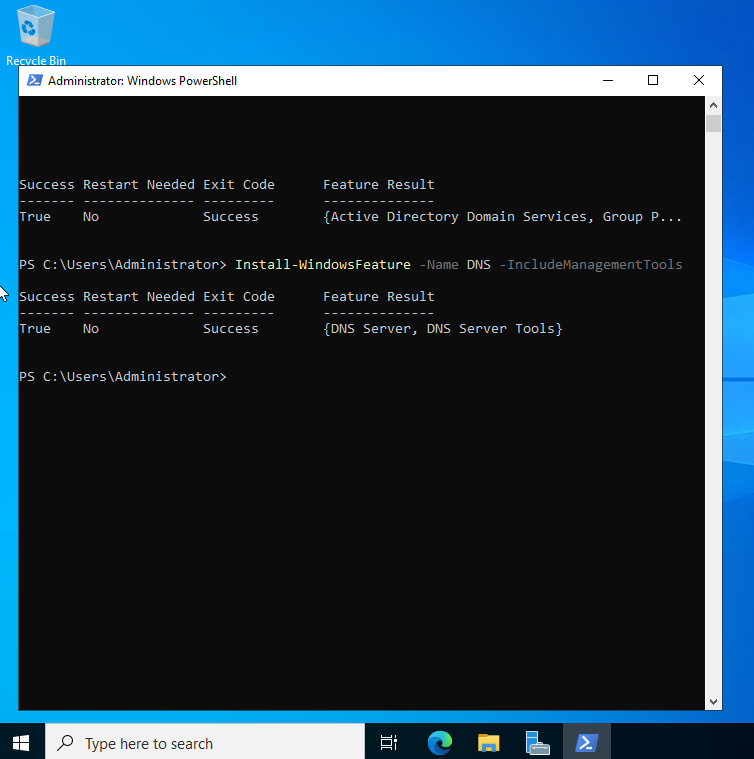 Recycle Bin
Administrator: Windows PowerShell
Success Restart Needed Exit Code      Feature Result
------- -------------- ---------      --------------
True    No             Success        {Active Directory Domain Services, Group P...
PS C:\Users\Administrator> Install-WindowsFeature -Name DNS -IncludeManagementTools
Success Restart Needed Exit Code      Feature Result
------- -------------- ---------      --------------
True    No             Success        {DNS Server, DNS Server Tools}
PS C:\Users\Administrator>
Type here to search